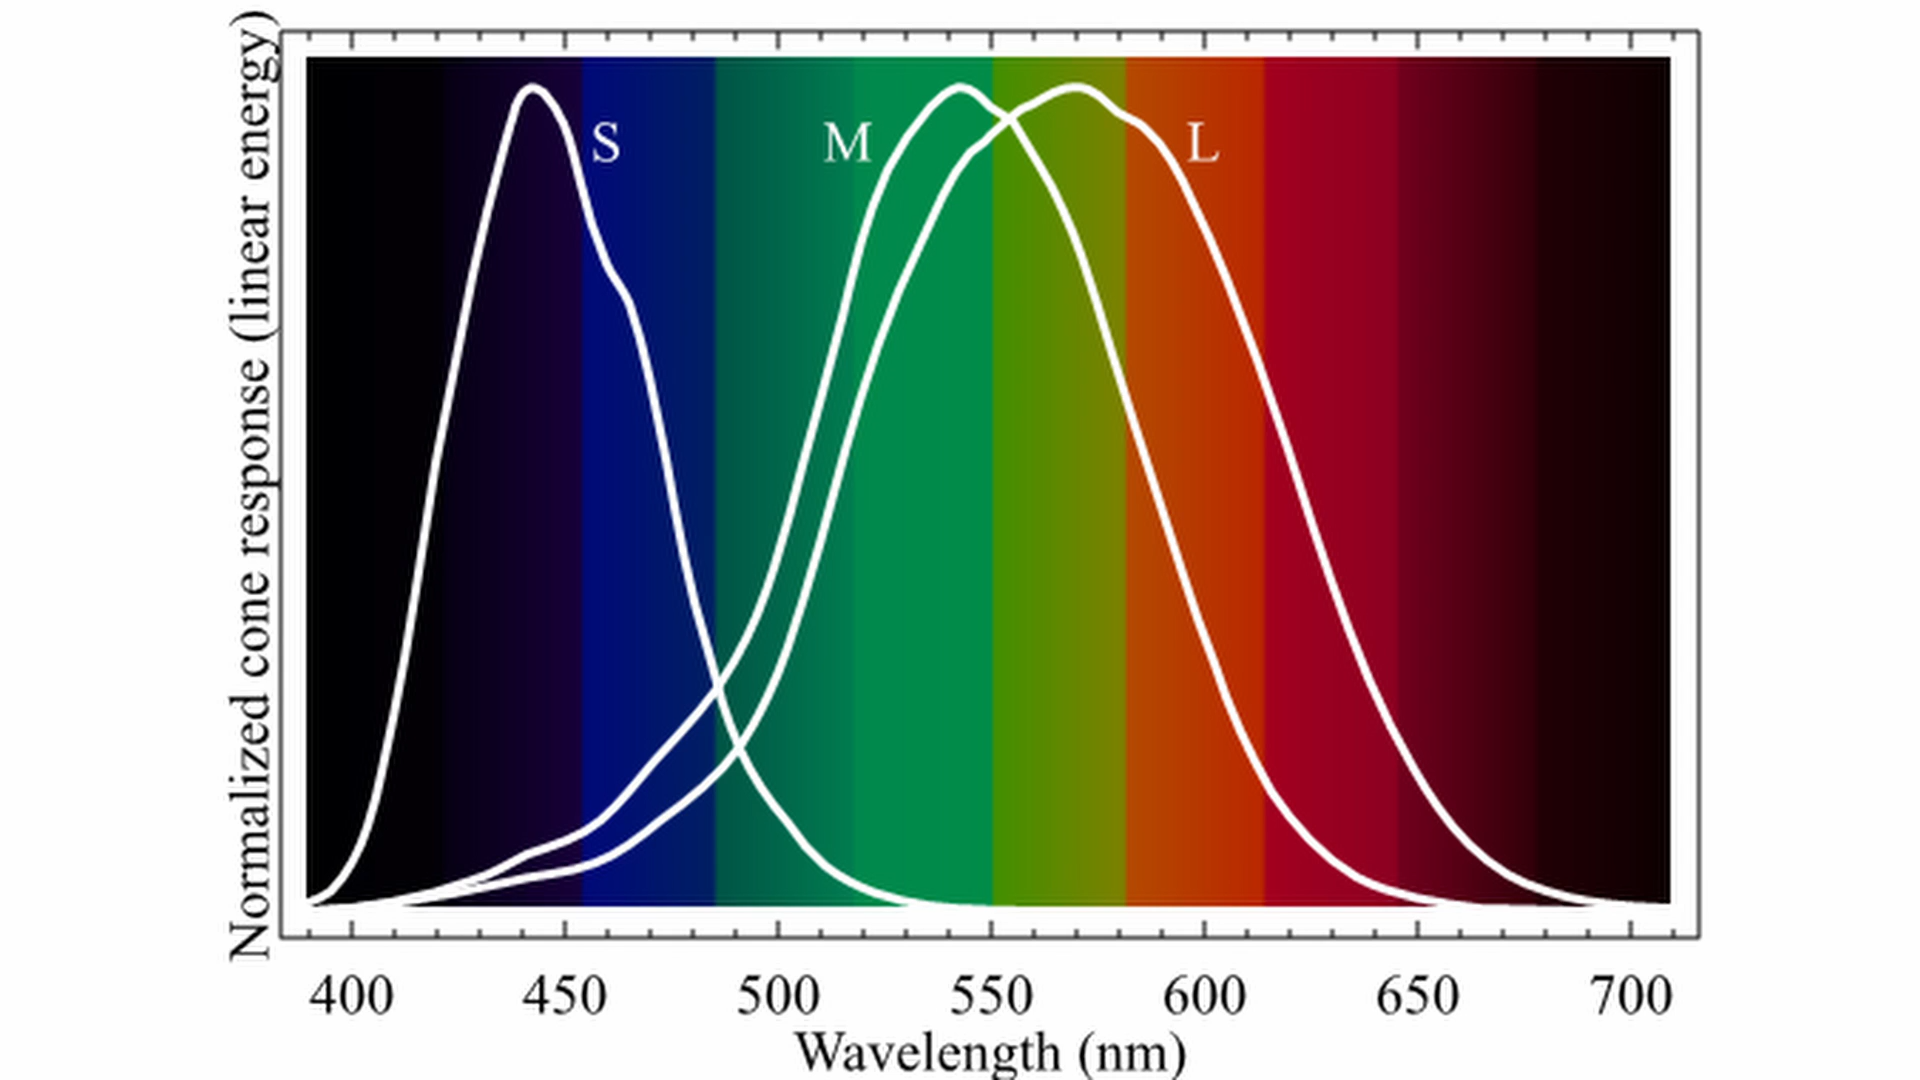 Normalized cone response (linear energy)
S
M
L
400 450 500 550 600 650 700
Wavelength (nm)